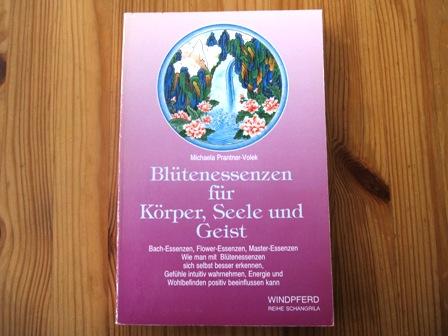 Michaela Prantner-Volek
Blütenessenzen
für
Körper, Seele und
Geist
Bach-Essenzen, Flower-Essenzen, Master-Essenzen
Wie man mit Blütenessenzen
sich selbst besser erkennen,
Gefühle intuitiv wahrnehmen, Energie und
Wohlbefinden positiv beeinflussen kann
WINDPFERD
REIHE SCHANGRILA